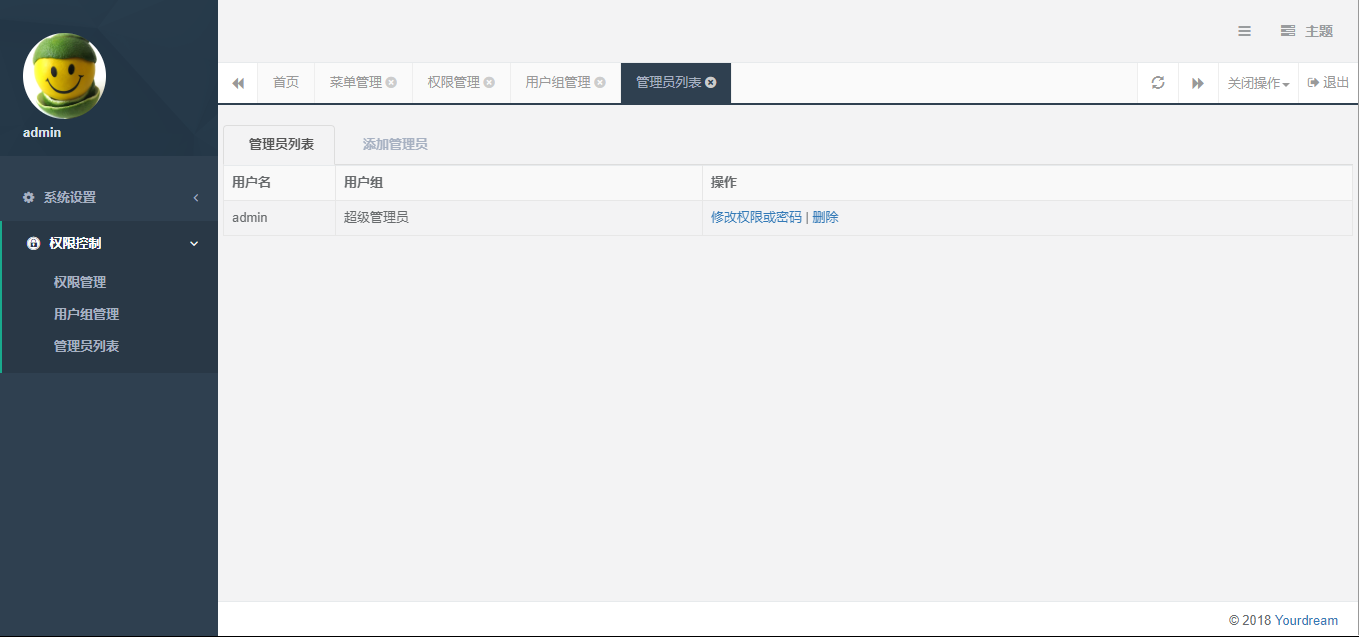 主题
首页 菜单管理 权限管理 用户组管理 管理员列表 关闭操作 退出
admin
系统设置
权限控制
权限管理
用户组管理
管理员列表
管理员列表 添加管理员
用户名 用户组 操作
admin 超级管理员 修改权限或密码 | 删除
© 2018 Yourdream